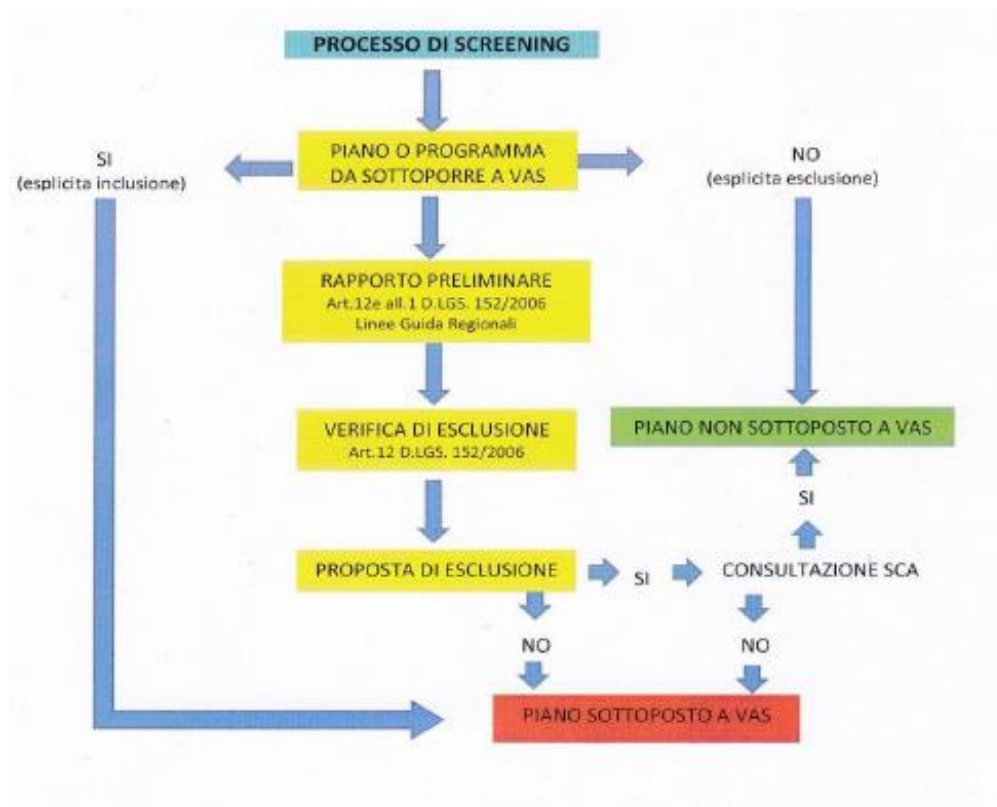 PROCESSO DI SCREENING
PIANO O PROGRAMMA
DA SOTTOPORRE A VAS
SI
(esplicita inclusione)
NO
(esplicita esclusione)
RAPPORTO PRELIMINARE
Art.12e all.1 D.LGS. 152/2006
Linee Guida Regionali
VERIFICA DI ESCLUSIONE
Art.12 D.LGS. 152/2006
PIANO NON SOTTOPOSTO A VAS
SI
PROPOSTA DI ESCLUSIONE
SI
CONSULTAZIONE SCA
NO
NO
PIANO SOTTOPOSTO A VAS